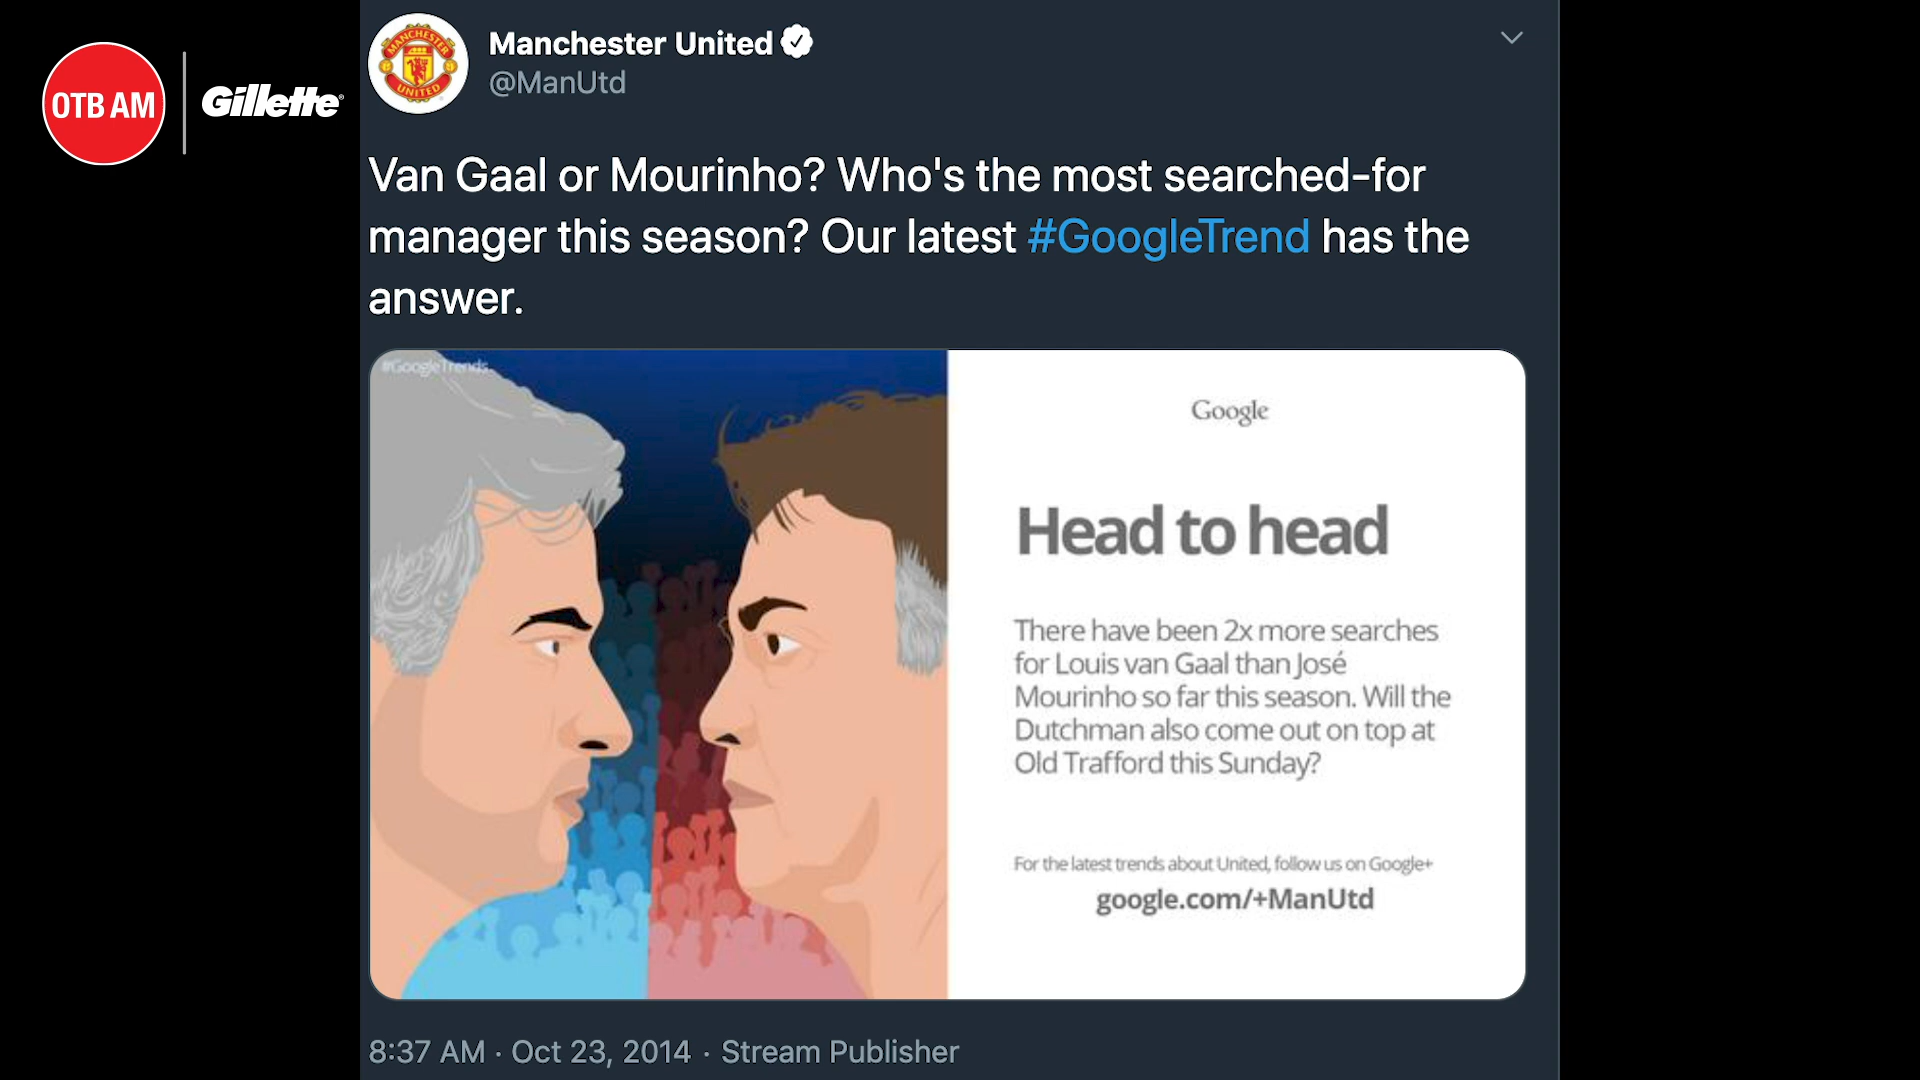 OTB AM
Gillette
MANCHESTER
UNITED
Manchester United
@ManUtd
Van Gaal or Mourinho? Who's the most searched-for
manager this season? Our latest #GoogleTrend has the
answer.
#GoogleTrends
Google
Head to head
There have been 2x more searches
for Louis van Gaal than José
Mourinho so far this season. Will the
Dutchman also come out on top at
Old Trafford this Sunday?
For the latest trends about United, follow us on Google+
google.com/+ManUtd
8:37 AM · Oct 23, 2014 · Stream Publisher